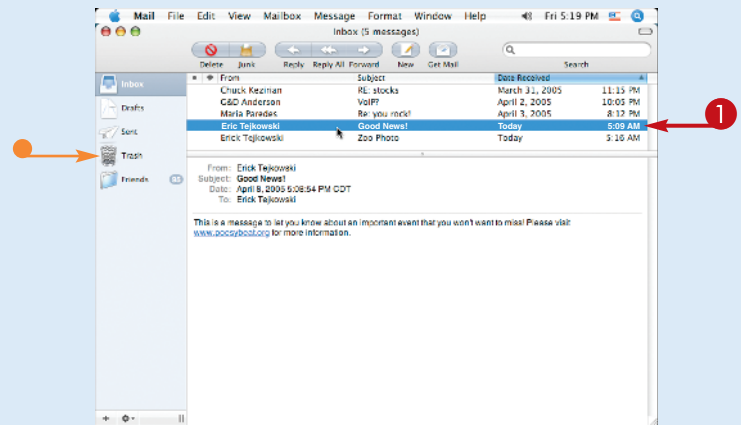 Mail File Edit View Mailbox Message Format Window Help Fri 5:19 PM
Inbox (5 messages)
Delete Junk Reply Reply All Forward New Get Mail Search
From Subject Date Received
Inbox
Chuck Kezman RE: stocks March 31, 2005 11:15 PM
G&D Anderson VoIP? April 2, 2005 10:05 PM
Drafts
Maria Paredes Re: you rock! April 3, 2005 8:12 PM
Eric Tejkowski Good News! Today 5:09 AM
1
Sent
Erick Tejkowski Zoo Photo Today 5:16 AM
Trash
From: Erick Tejkowski
Friends
Subject: Good News!
Date: April 8, 2005 5:08:54 PM CDT
To: Erick Tejkowski
This is a message to let you know about an important event that you won't want to miss! Please visit
for more information.